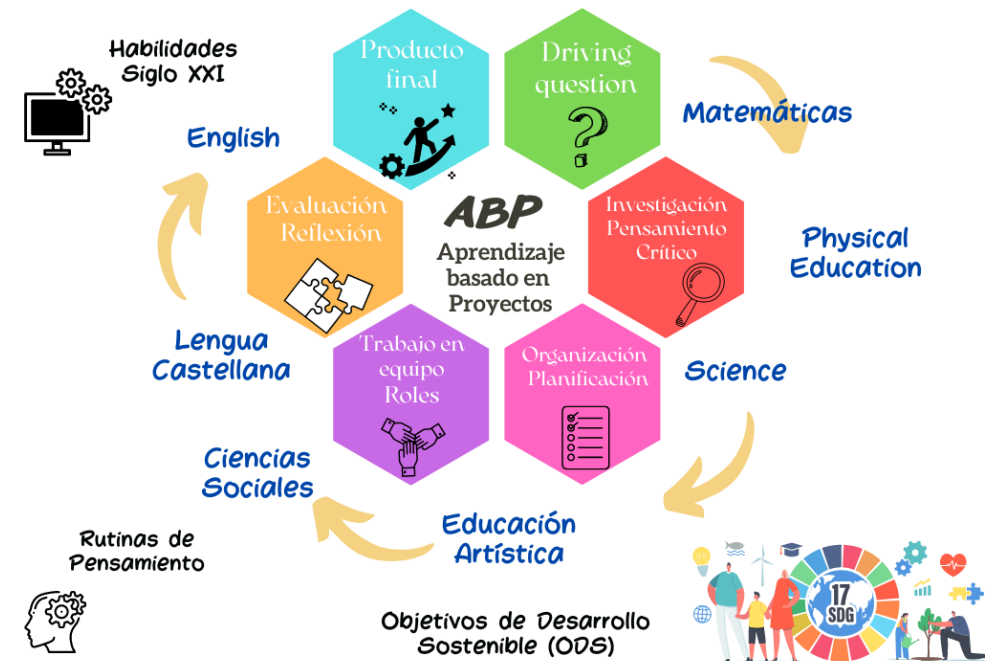 Habilidades
Siglo XXI
English
Producto
final
Driving
question
Matemáticas
Evaluación
Reflexión
ABP
Aprendizaje
basado en
Proyectos
Investigación
Pensamiento
Crítico
Physical
Education
Lengua
Castellana
Trabajo en
equipo
Roles
Organización
Planificación
Science
Ciencias
Sociales
Educación
Artística
Rutinas de
Pensamiento
Objetivos de Desarrollo
Sostenible (ODS)
17
SDG